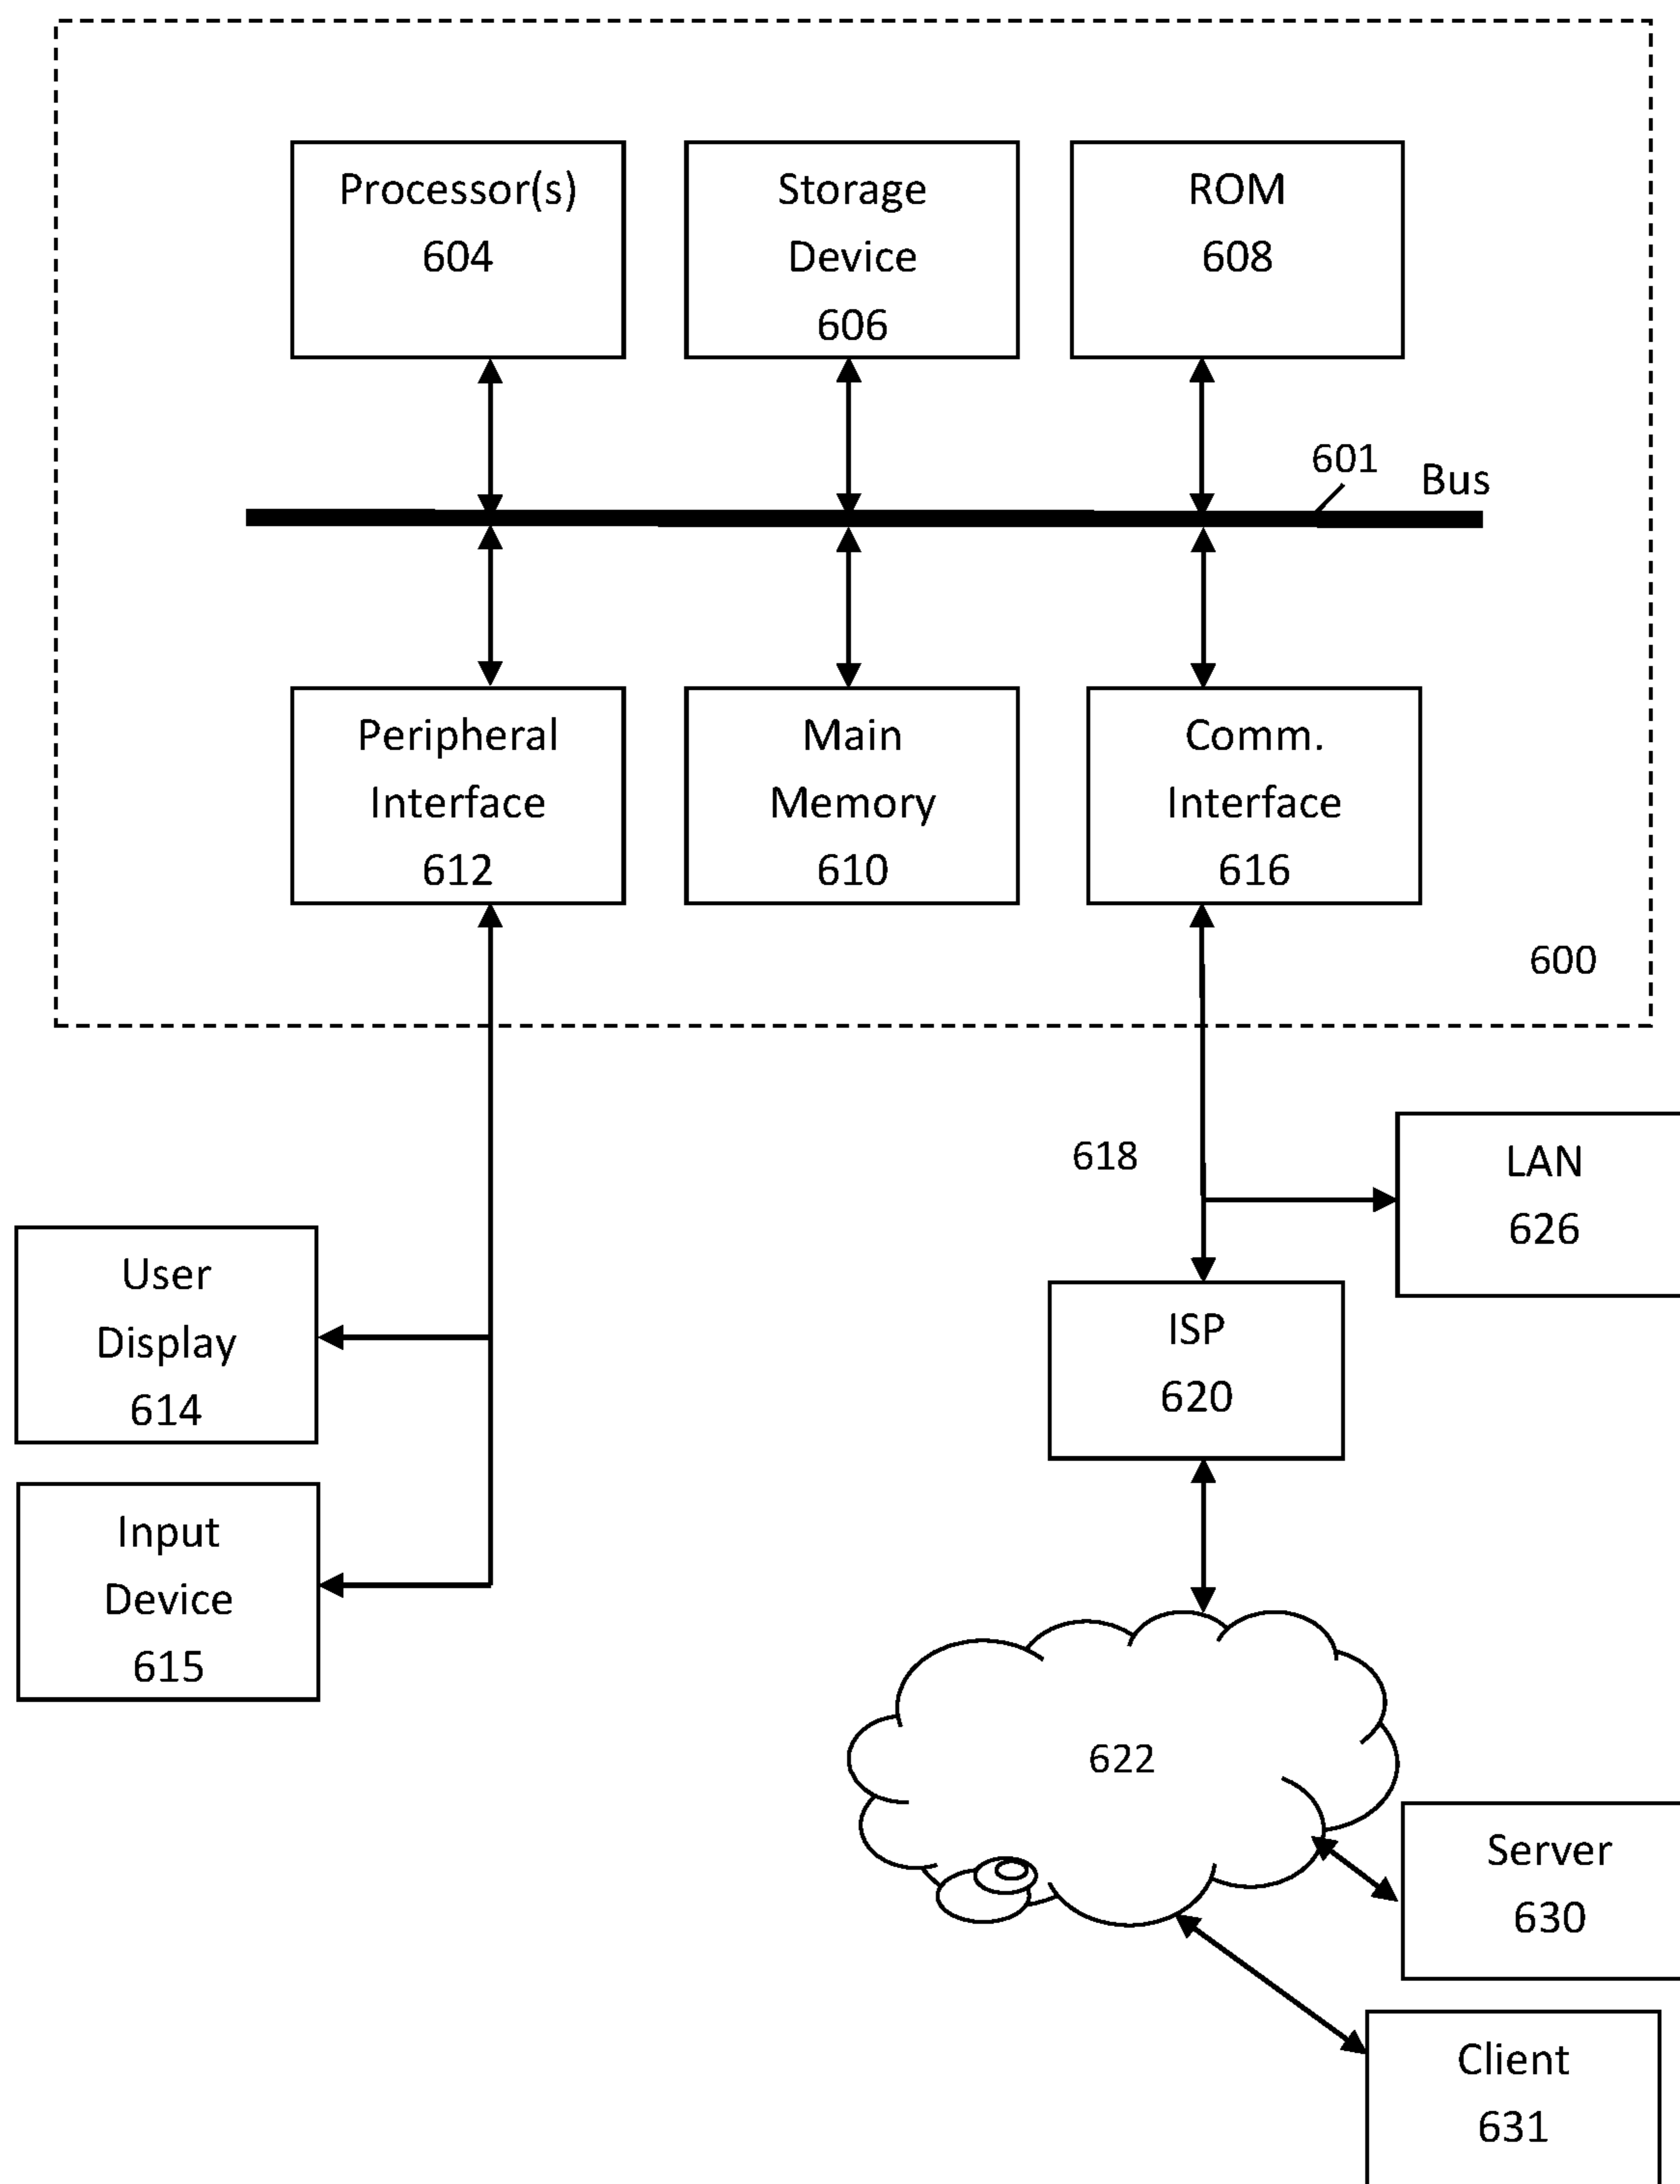 Processor(s)
604
Storage
Device
606
ROM
608
601
Bus
Peripheral
Interface
612
Main
Memory
610
Comm.
Interface
616
600
618
LAN
626
User
Display
614
ISP
620
Input
Device
615
622
Server
630
Client
631